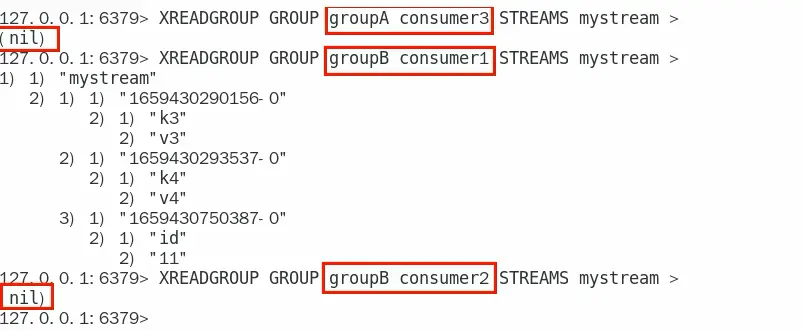 127.0.0.1:6379> XREADGROUP GROUP groupA consumer3 STREAMS mystream >
(nil)
127.0.0.1:6379> XREADGROUP GROUP groupB consumer1 STREAMS mystream >
1) 1) "mystream"
2) 1) 1) "1659430290156-0"
2) 1) "k3"
2) "v3"
2) 1) "1659430293537-0"
2) 1) "k4"
2) "v4"
3) 1) "1659430750387-0"
2) 1) "id"
2) "11"
127.0.0.1:6379> XREADGROUP GROUP groupB consumer2 STREAMS mystream >
nil)
127.0.0.1:6379>